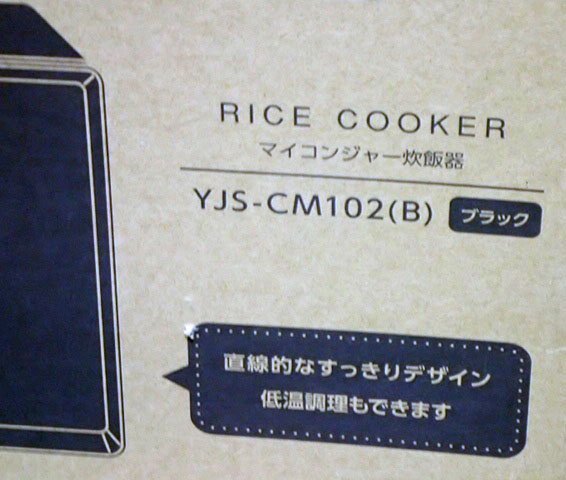 RICE COOKER
マイコンジャー炊飯器
YJS-CM102(B) ブラック
直線的なすっきりデザイン
低温調理もできます